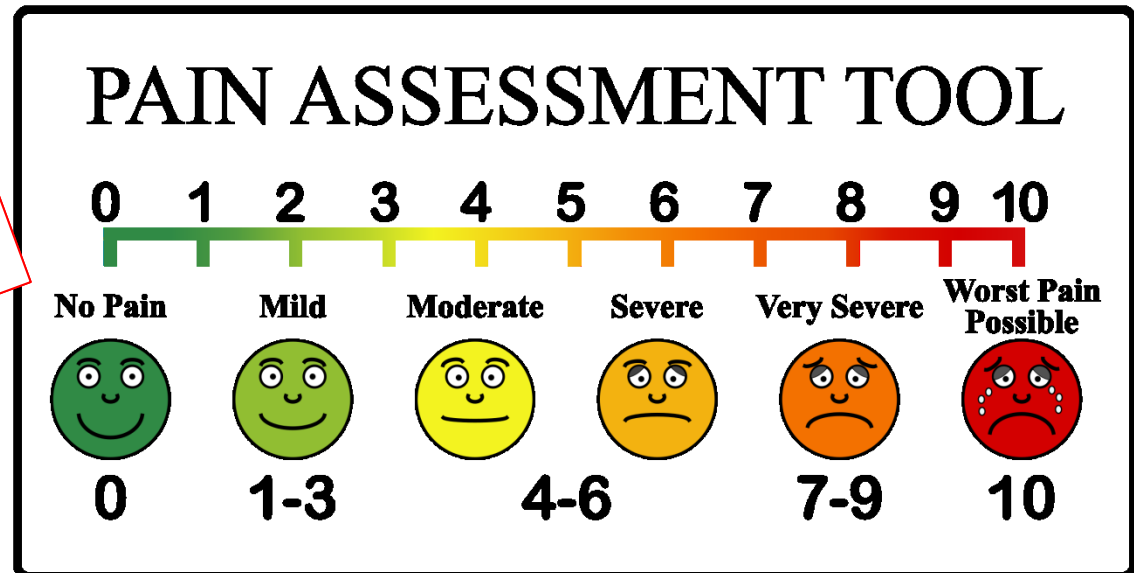 PAIN ASSESSMENT TOOL
0 1 2 3 4 5 6 7 8 9 10
No Pain Mild Moderate Severe Very Severe Worst Pain Possible
0 1-3 4-6 7-9 10